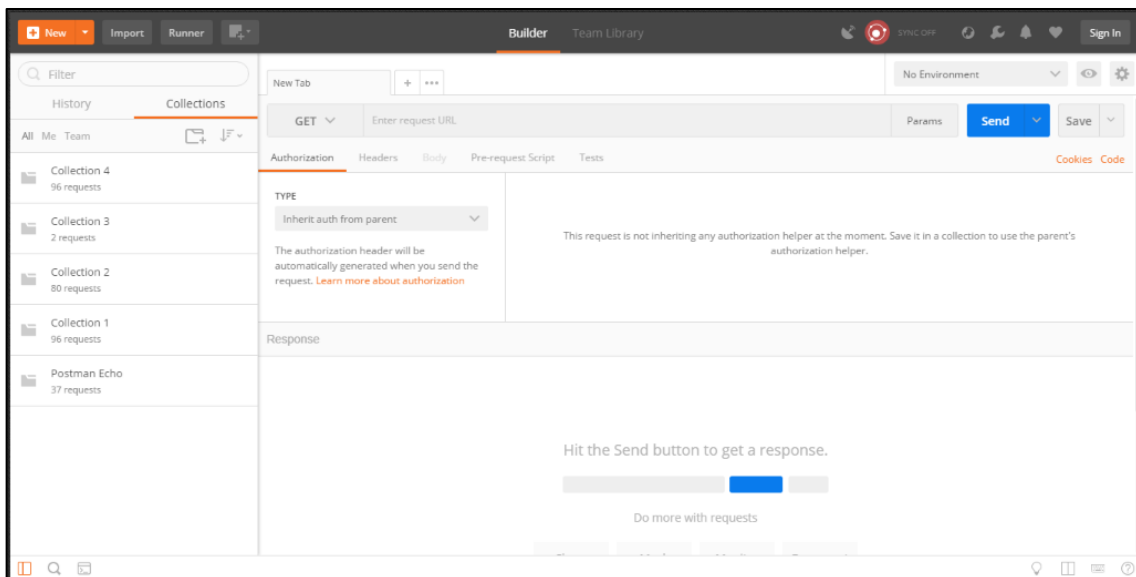 New Import Runner Builder Team Library SYNC OFF Sign In
Filter
History Collections
All Me Team
Collection 4
96 requests
Collection 3
2 requests
Collection 2
80 requests
Collection 1
96 requests
Postman Echo
37 requests
New Tab + ••• No Environment
GET Enter request URL Params Send Save
Authorization Headers Body Pre-request Script Tests Cookies Code
TYPE
Inherit auth from parent
The authorization header will be
automatically generated when you send the
request. Learn more about authorization
This request is not inheriting any authorization helper at the moment. Save it in a collection to use the parent's
authorization helper.
Response
Hit the Send button to get a response.
Do more with requests